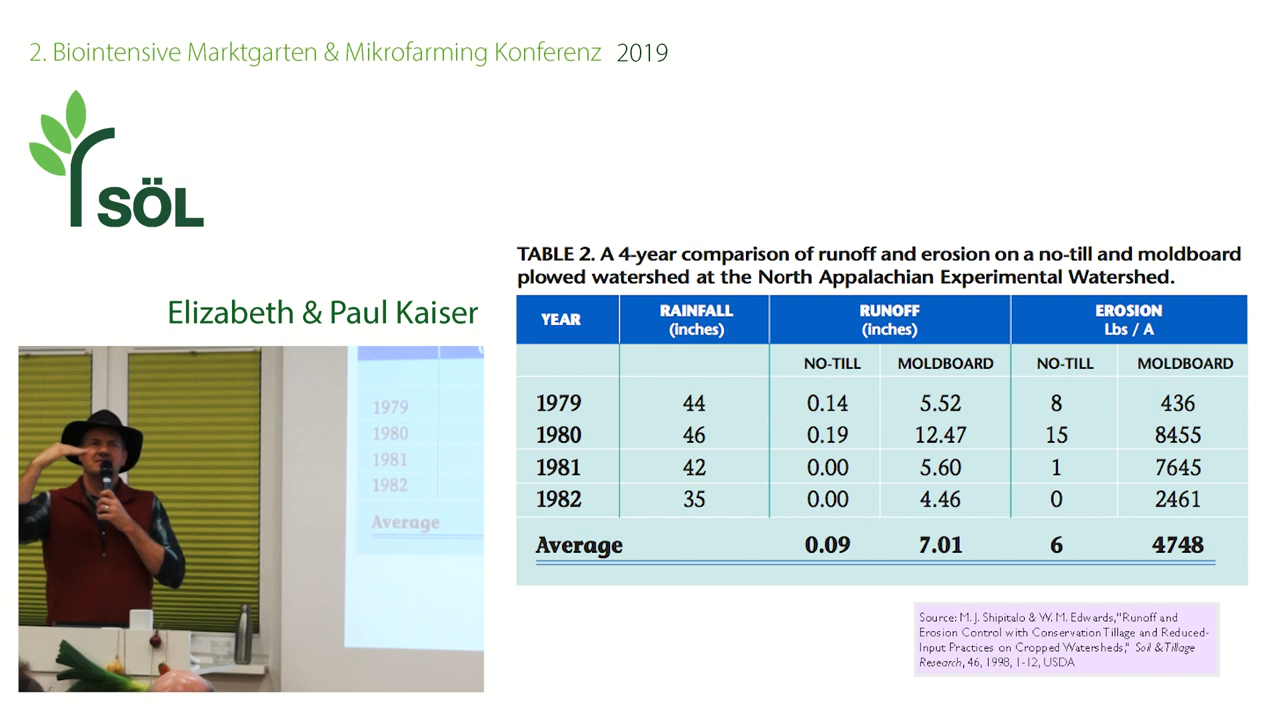 2. Biointensive Marktgarten & Mikrofarming Konferenz 2019
SÖL
Elizabeth & Paul Kaiser
TABLE 2. A 4-year comparison of runoff and erosion on a no-till and moldboard
plowed watershed at the North Appalachian Experimental Watershed.
YEAR RAINFALL (inches) RUNOFF (inches) EROSION Lbs / A
NO-TILL MOLDBOARD NO-TILL MOLDBOARD
1979 44 0.14 5.52 8 436
1980 46 0.19 12.47 15 8455
1981 42 0.00 5.60 1 7645
1982 35 0.00 4.46 0 2461
Average 0.09 7.01 6 4748
Source: M. J. Shipitalo & W. M. Edwards, "Runoff and
Erosion Control with Conservation Tillage and Reduced-
Input Practices on Cropped Watersheds," Soil & Tillage
Research, 46, 1998, 1-12, USDA
1979
1980
1981
1982
Average